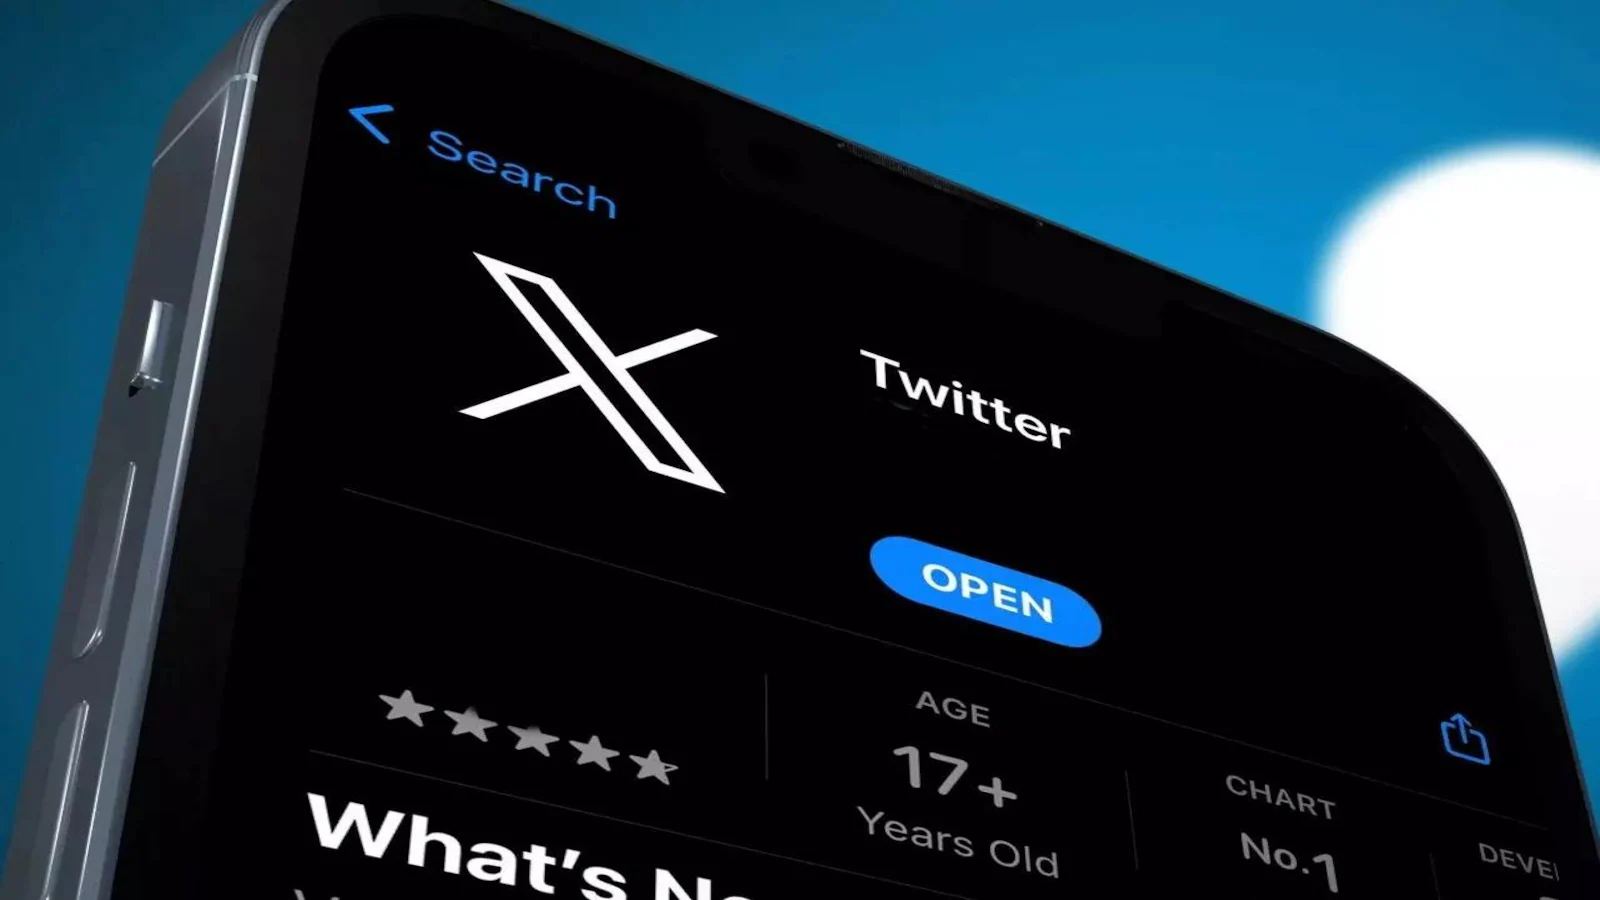 Search
Twitter
OPEN
AGE
17+
Years Old
CHART
No.1
What's